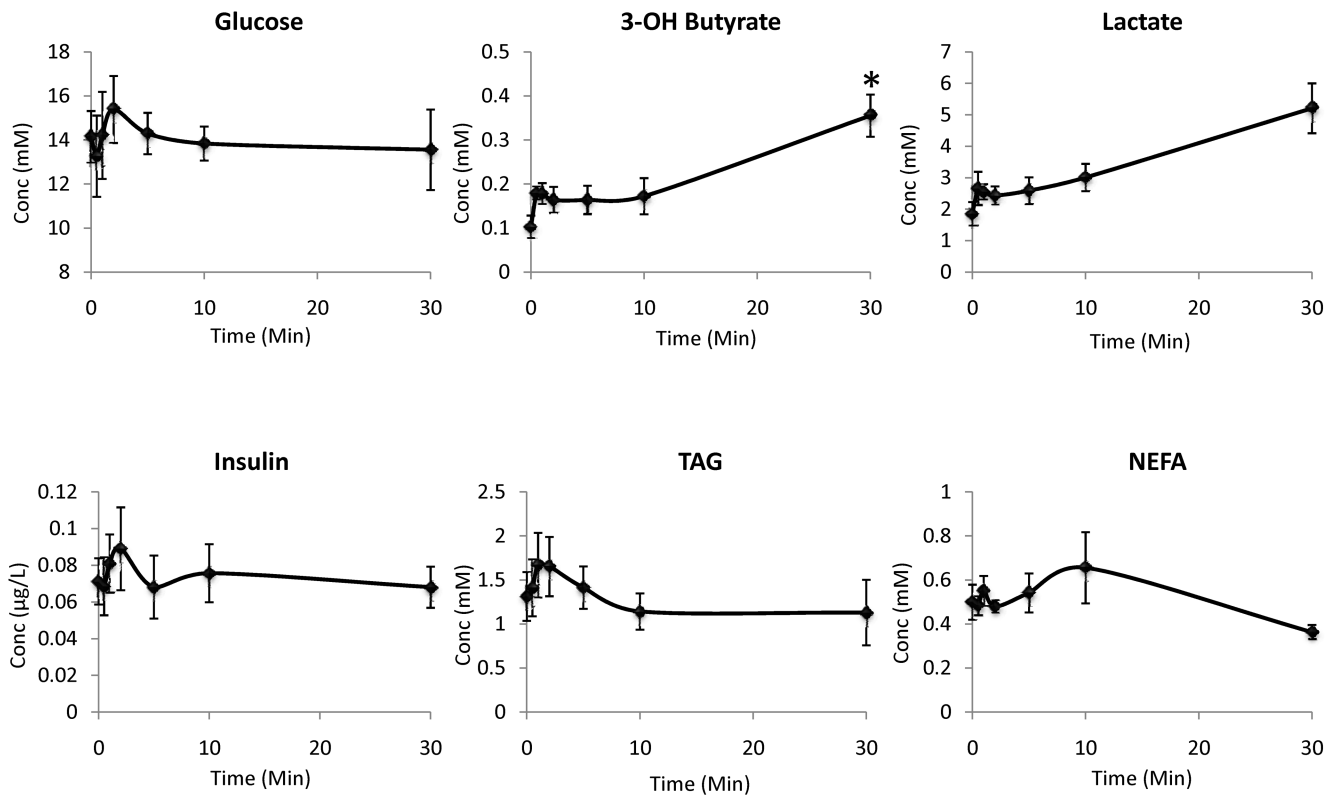 Glucose
18
16
14
12
10
8
Conc (mM)
0 10 20 30
Time (Min)
3-OH Butyrate
0.5
0.4
0.3
0.2
0.1
0
Conc (mM)
*
0 10 20 30
Time (Min)
Lactate
7
6
5
4
3
2
1
0
Conc (mM)
0 10 20 30
Time (Min)
Insulin
0.12
0.1
0.08
0.06
0.04
0.02
0
Conc (µg/L)
0 10 20 30
Time (Min)
TAG
2.5
2
1.5
1
0.5
0
Conc (mM)
0 10 20 30
Time (Min)
NEFA
1
0.8
0.6
0.4
0.2
0
Conc (mM)
0 10 20 30
Time (Min)